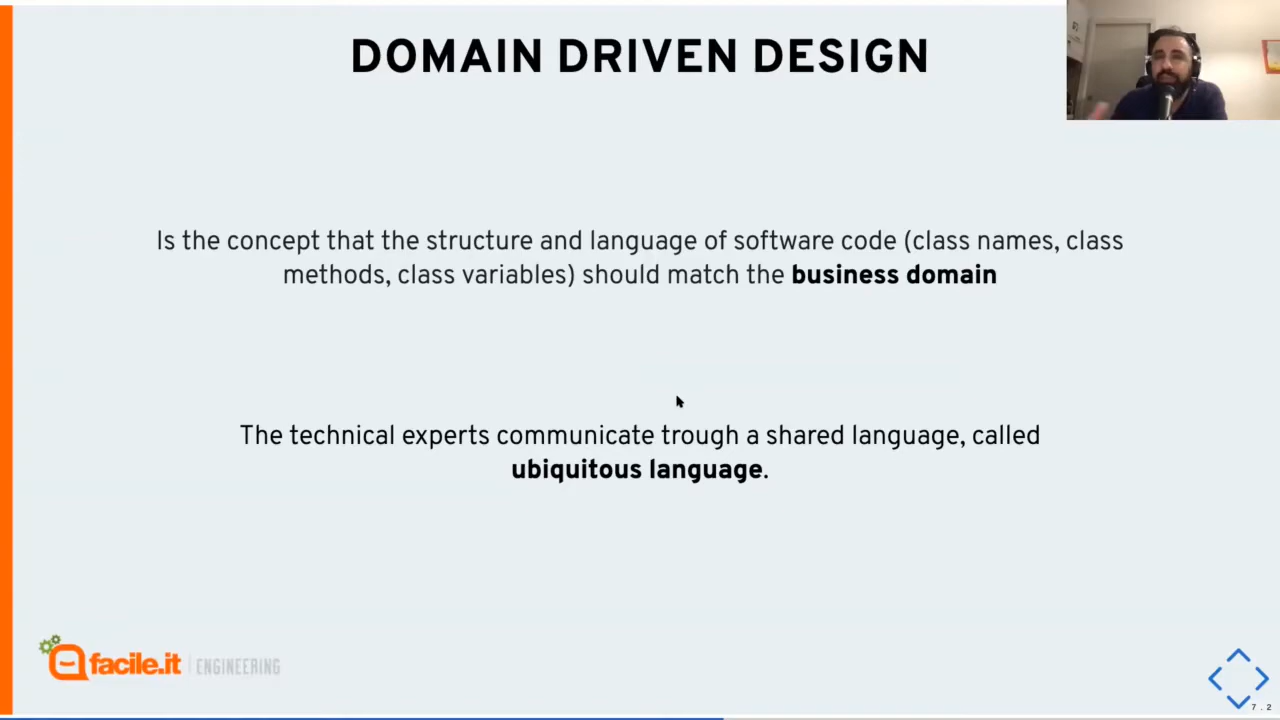 DOMAIN DRIVEN DESIGN
Is the concept that the structure and language of software code (class names, class
methods, class variables) should match the business domain
The technical experts communicate trough a shared language, called
ubiquitous language.
facile.it | ENGINEERING
7.2